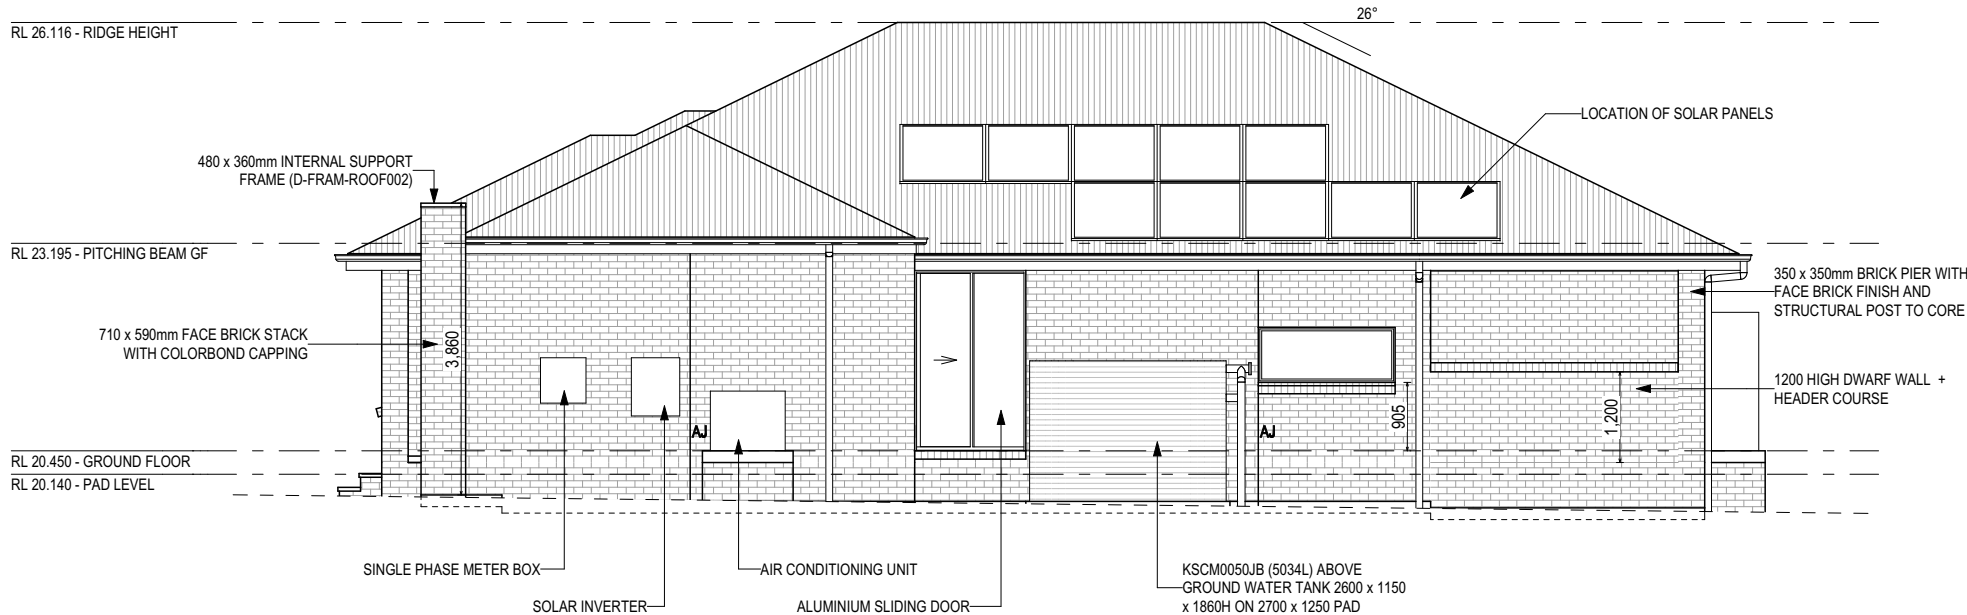 26°
RL 26.116 - RIDGE HEIGHT
LOCATION OF SOLAR PANELS
480 x 360mm INTERNAL SUPPORT
FRAME (D-FRAM-ROOF002)
RL 23.195 - PITCHING BEAM GF
350 x 350mm BRICK PIER WITH
FACE BRICK FINISH AND
STRUCTURAL POST TO CORE
710 x 590mm FACE BRICK STACK
WITH COLORBOND CAPPING
3,860
1200 HIGH DWARF WALL +
HEADER COURSE
905
1,200
AJ
AJ
RL 20.450 - GROUND FLOOR
RL 20.140 - PAD LEVEL
SINGLE PHASE METER BOX
AIR CONDITIONING UNIT
KSCM0050JB (5034L) ABOVE
GROUND WATER TANK 2600 x 1150
x 1860H ON 2700 x 1250 PAD
SOLAR INVERTER
ALUMINIUM SLIDING DOOR